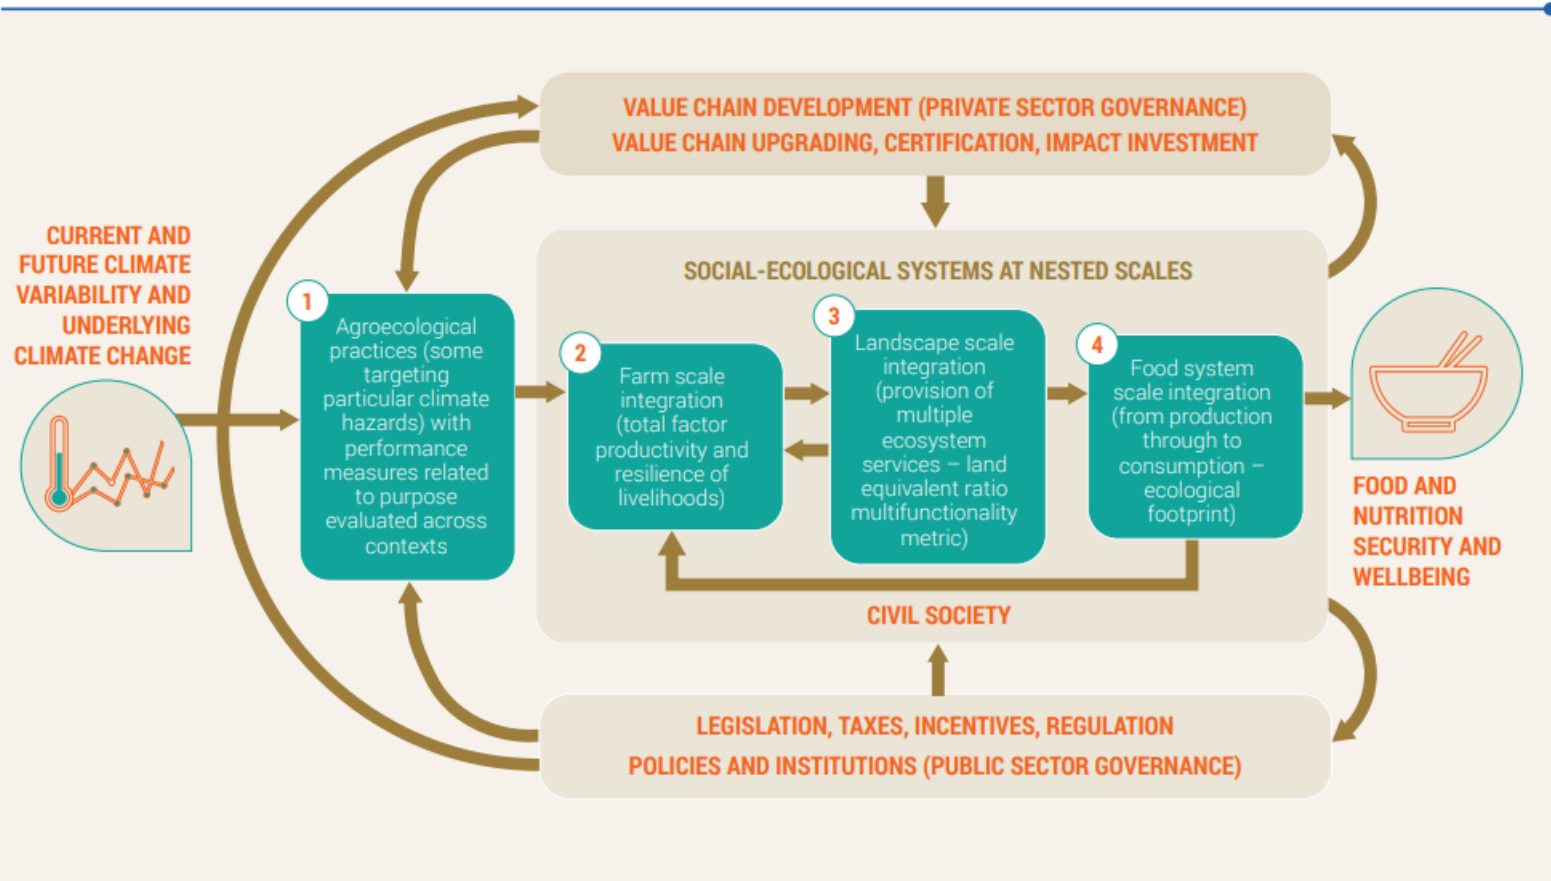 VALUE CHAIN DEVELOPMENT (PRIVATE SECTOR GOVERNANCE)
VALUE CHAIN UPGRADING, CERTIFICATION, IMPACT INVESTMENT
CURRENT AND
FUTURE CLIMATE
VARIABILITY AND
UNDERLYING
CLIMATE CHANGE
SOCIAL-ECOLOGICAL SYSTEMS AT NESTED SCALES
1
Agroecological
practices (some
targeting
particular climate
hazards) with
performance
measures related
to purpose
evaluated across
contexts
2
Farm scale
integration
(total factor
productivity and
resilience of
livelihoods)
3
Landscape scale
integration
(provision of
multiple
ecosystem
services – land
equivalent ratio
multifunctionality
metric)
4
Food system
scale integration
(from production
through to
consumption –
ecological
footprint)
FOOD AND
NUTRITION
SECURITY AND
WELLBEING
CIVIL SOCIETY
LEGISLATION, TAXES, INCENTIVES, REGULATION
POLICIES AND INSTITUTIONS (PUBLIC SECTOR GOVERNANCE)